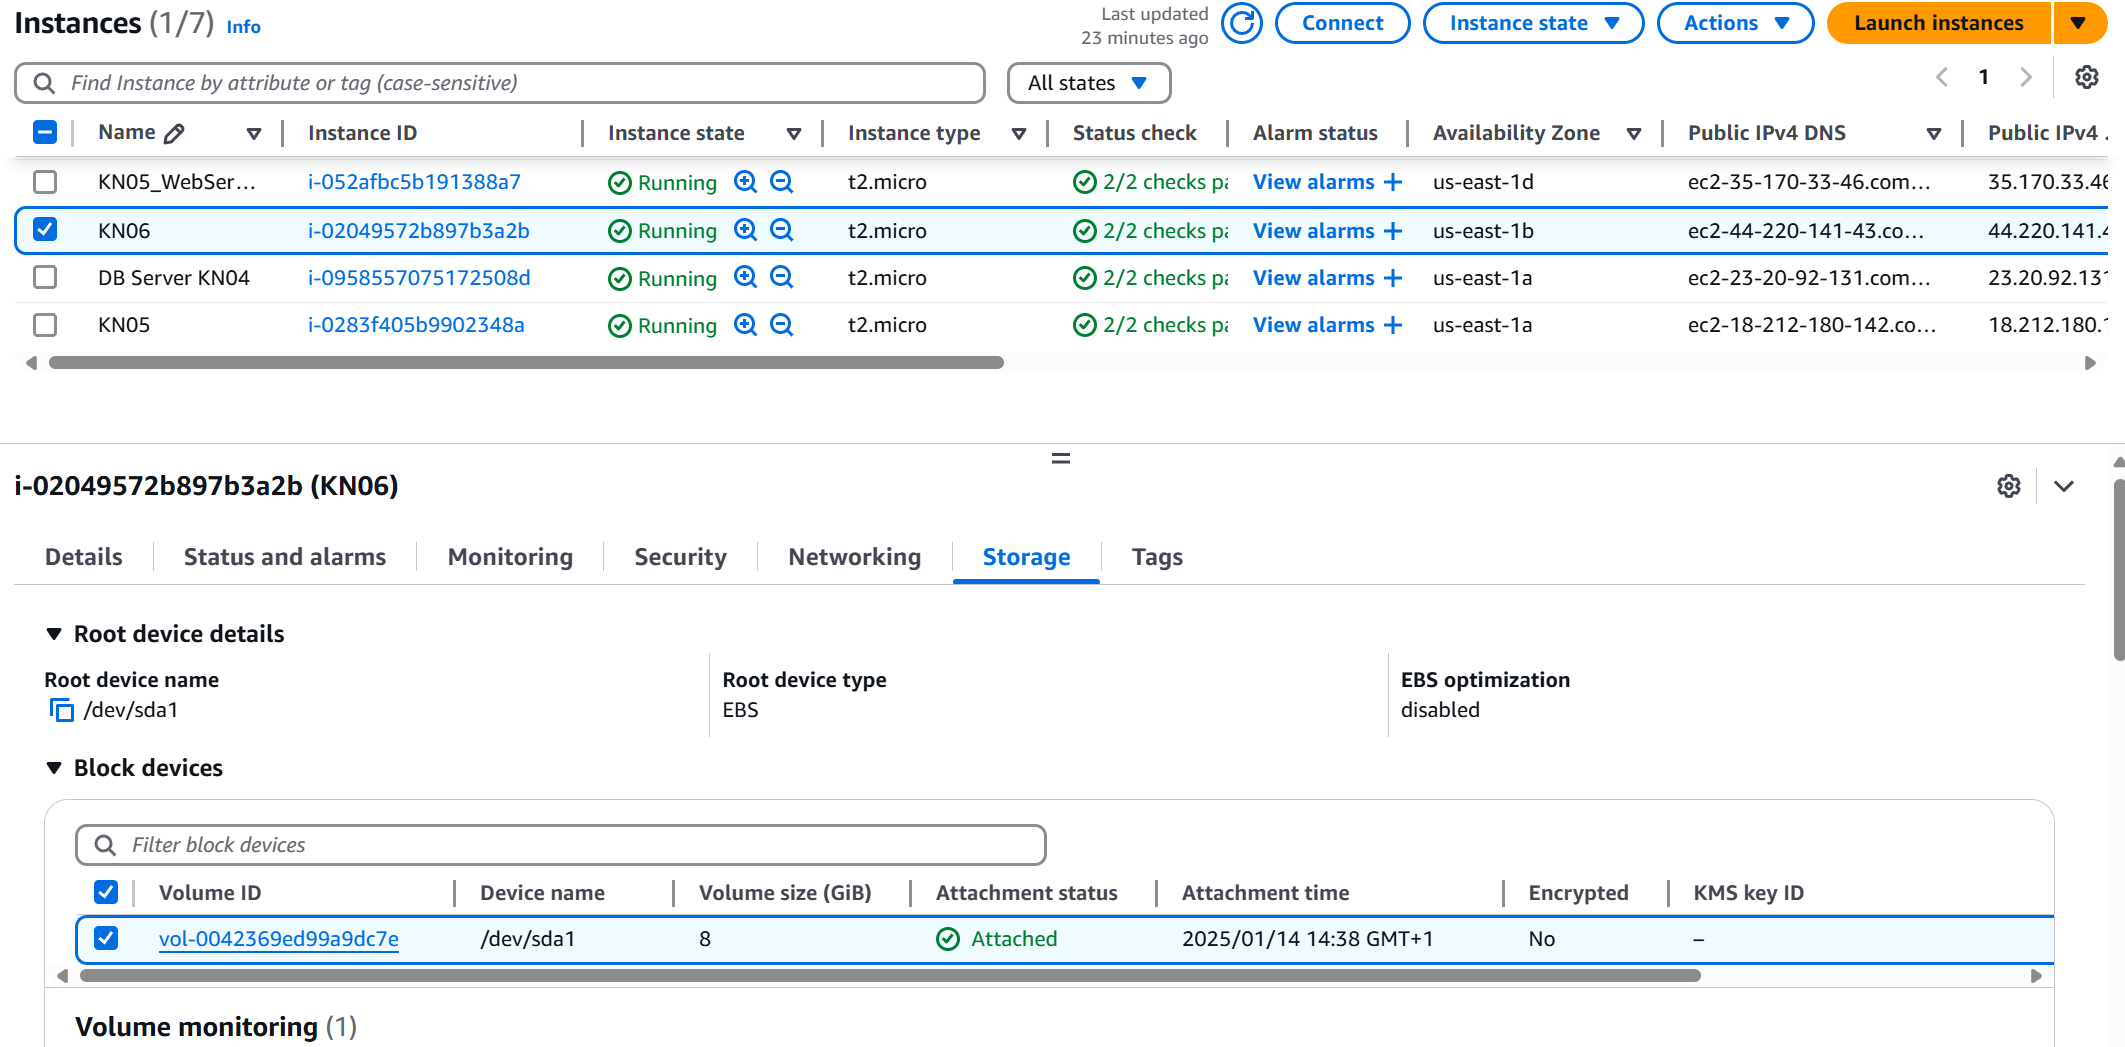 Instances (1/7) Info
Last updated
23 minutes ago
Connect
Instance state
Actions
Launch instances
Find Instance by attribute or tag (case-sensitive)
All states
1
Name Instance ID Instance state Instance type Status check Alarm status Availability Zone Public IPv4 DNS Public IPv4 .
KN05_WebSer... i-052afbc5b191388a7 Running t2.micro 2/2 checks pa View alarms + us-east-1d ec2-35-170-33-46.com... 35.170.33.46
KN06 i-02049572b897b3a2b Running t2.micro 2/2 checks pa View alarms + us-east-1b ec2-44-220-141-43.co... 44.220.141.4
DB Server KN04 i-0958557075172508d Running t2.micro 2/2 checks pa View alarms + us-east-1a ec2-23-20-92-131.com... 23.20.92.131
KN05 i-0283f405b9902348a Running t2.micro 2/2 checks pa View alarms + us-east-1a ec2-18-212-180-142.co... 18.212.180.1
i-02049572b897b3a2b (KN06)
Details Status and alarms Monitoring Security Networking Storage Tags
Root device details
Root device name Root device type EBS optimization
/dev/sda1 EBS disabled
Block devices
Filter block devices
Volume ID Device name Volume size (GiB) Attachment status Attachment time Encrypted KMS key ID
vol-0042369ed99a9dc7e /dev/sda1 8 Attached 2025/01/14 14:38 GMT+1 No –
Volume monitoring (1)